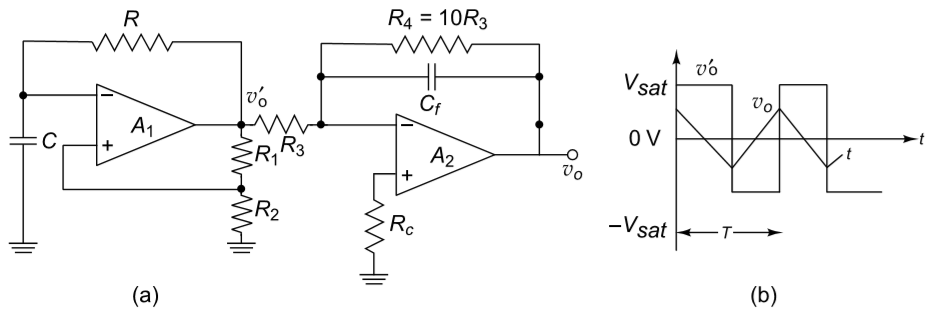 R
C
A1
v′o
R1
R2
R3
R4 = 10R3
Cf
A2
Rc
vo
(a)
Vsat
v′o
vo
0 V
t
t
−Vsat
T
(b)